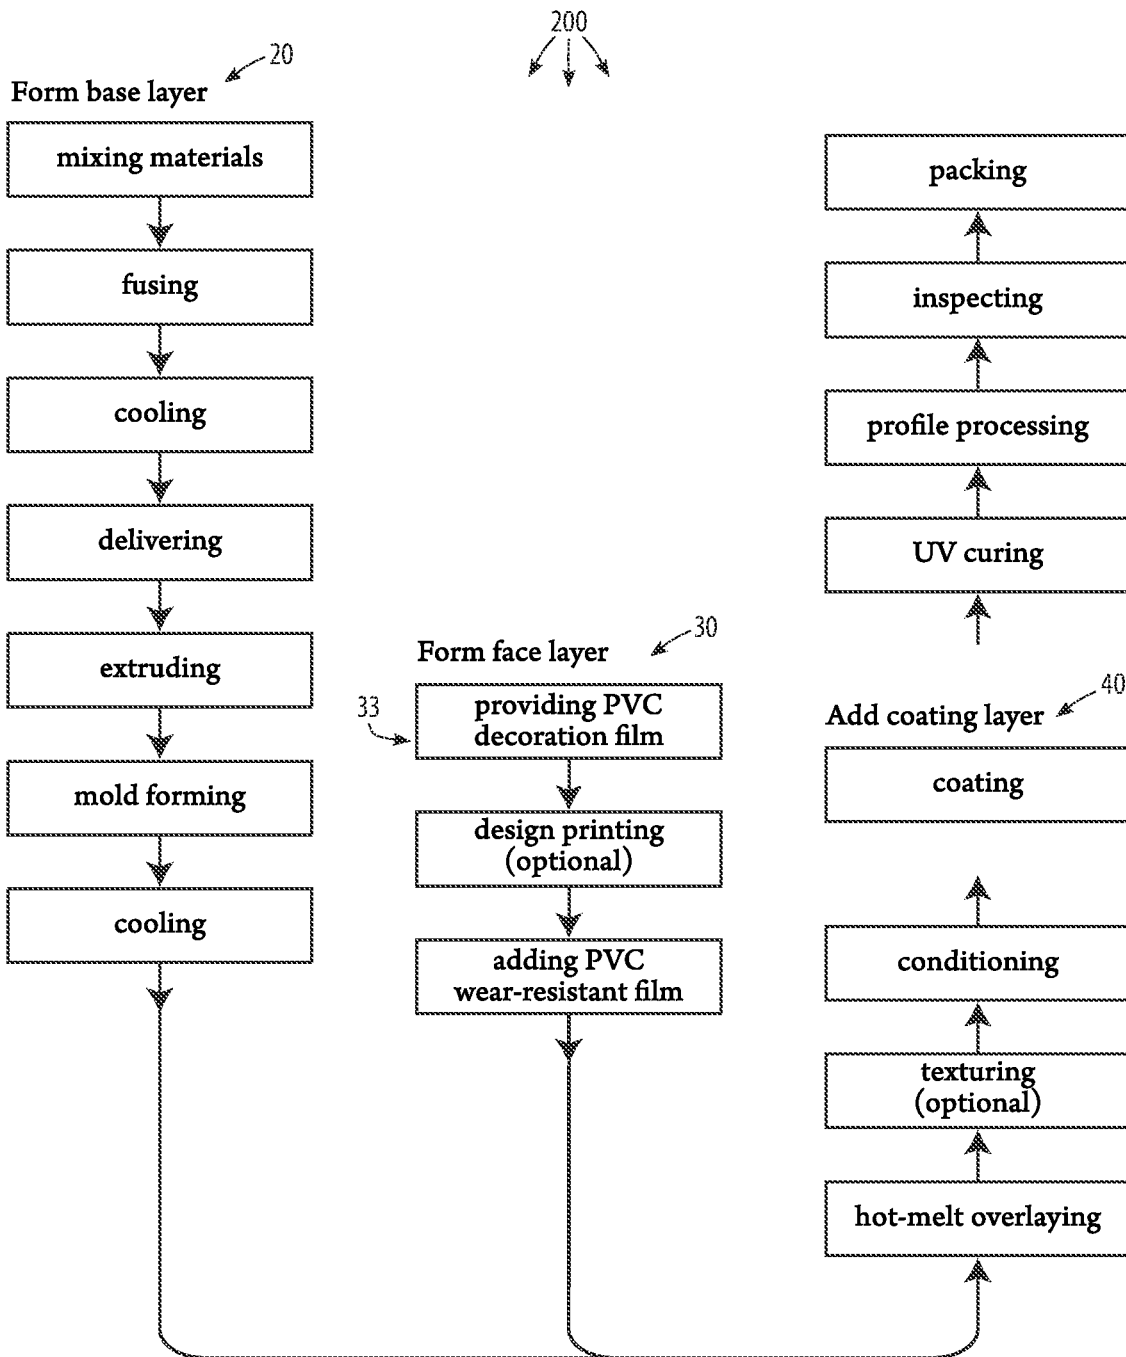 200
20
Form base layer
mixing materials
fusing
cooling
delivering
extruding
mold forming
cooling
30
Form face layer
33
providing PVC
decoration film
design printing
(optional)
adding PVC
wear-resistant film
packing
inspecting
profile processing
UV curing
40
Add coating layer
coating
conditioning
texturing
(optional)
hot-melt overlaying